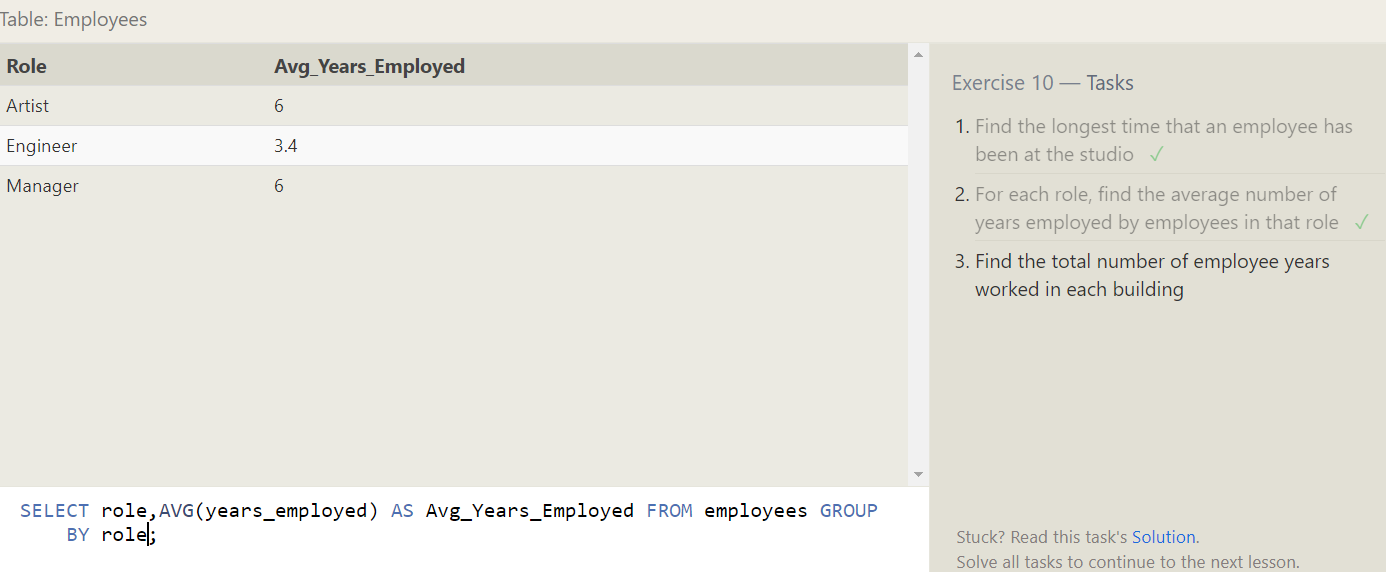 Table: Employees
Role Avg_Years_Employed
Artist 6
Engineer 3.4
Manager 6
SELECT role,AVG(years_employed) AS Avg_Years_Employed FROM employees GROUP
BY role;
Exercise 10 — Tasks
1. Find the longest time that an employee has
been at the studio ✓
2. For each role, find the average number of
years employed by employees in that role ✓
3. Find the total number of employee years
worked in each building
Stuck? Read this task's Solution.
Solve all tasks to continue to the next lesson.